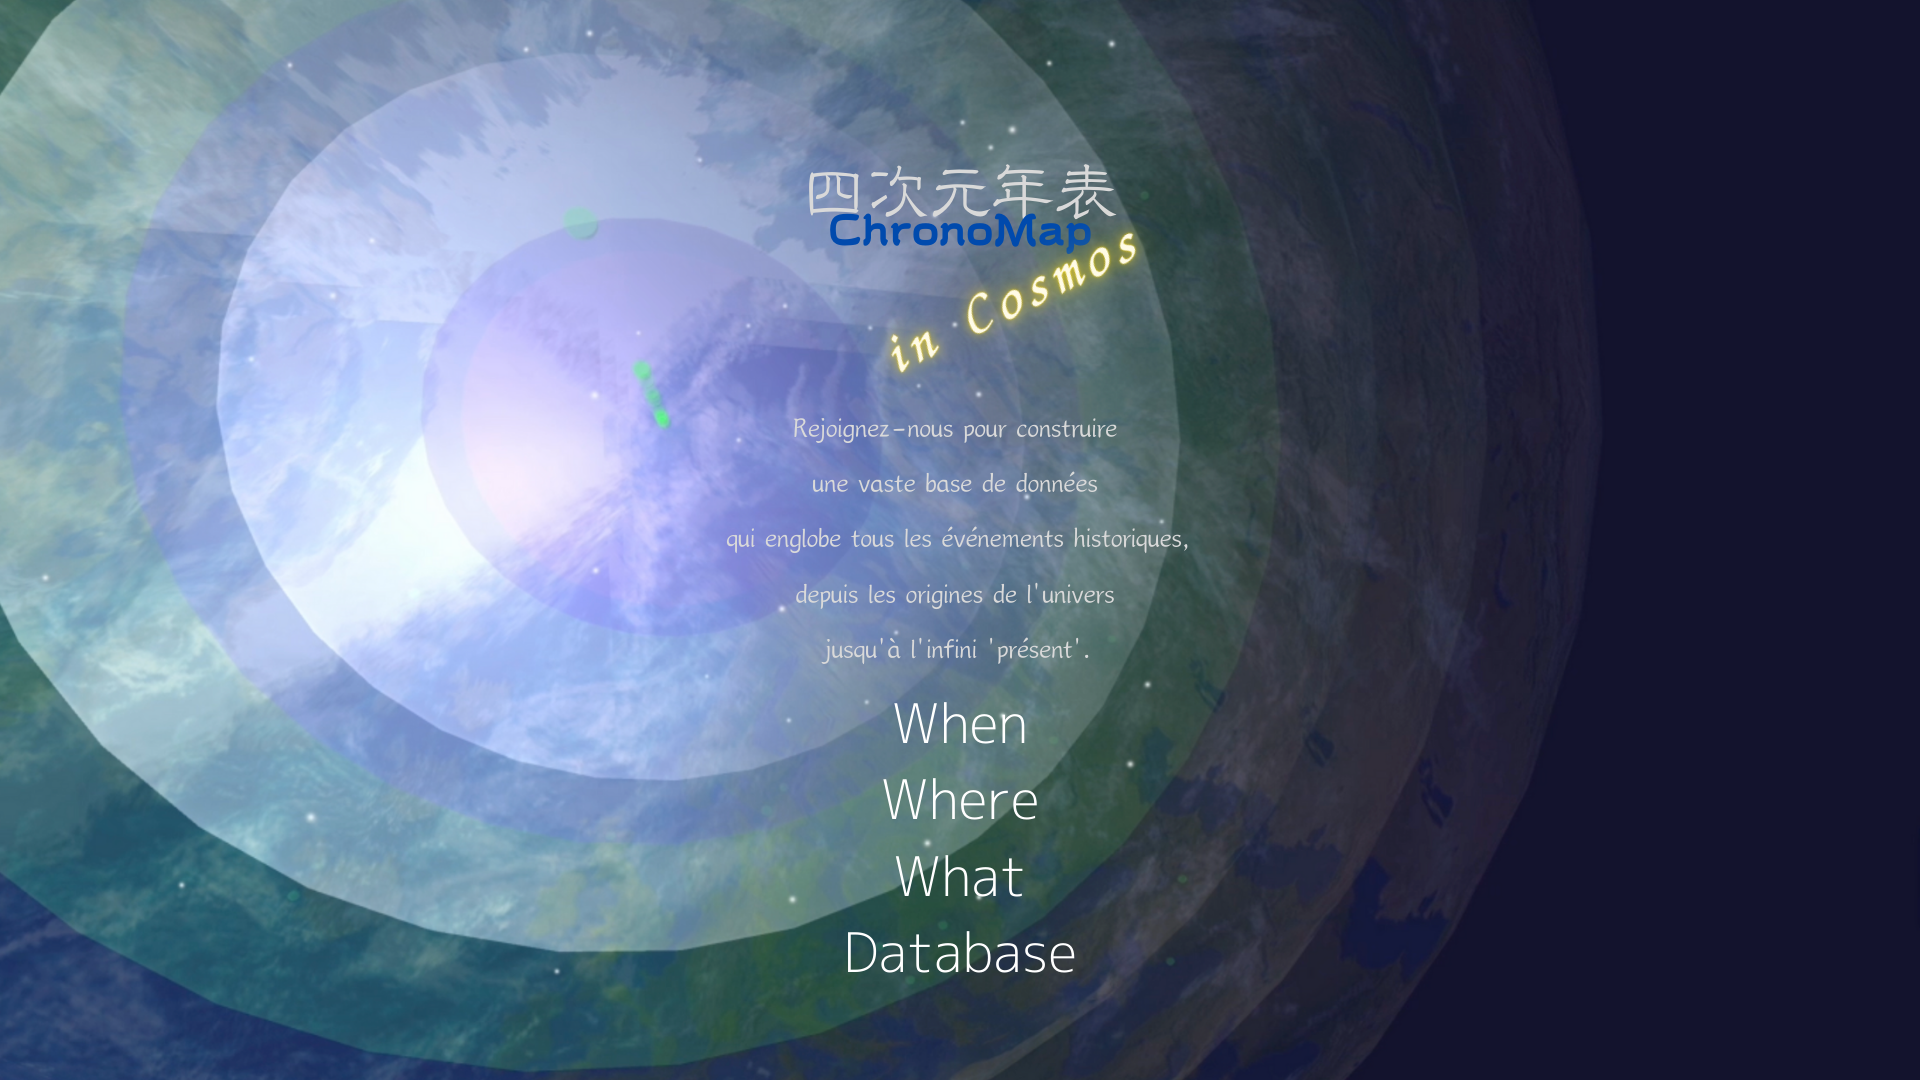 四次元年表
ChronoMap
in Cosmos
Rejoignez-nous pour construire
une vaste base de données
qui englobe tous les événements historiques,
depuis les origines de l'univers
jusqu'à l'infini 'présent'.
When
Where
What
Database